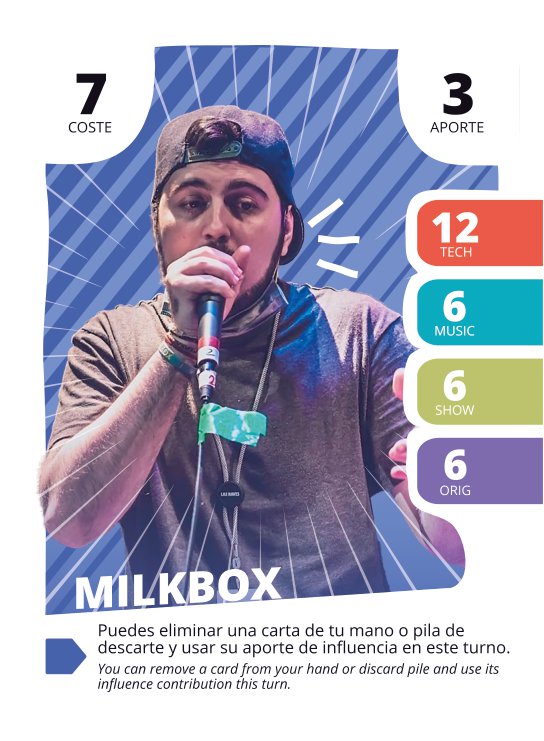 7
COSTE
3
APORTE
12
TECH
6
MUSIC
6
SHOW
6
ORIG
2
2
MILKBOX
Puedes eliminar una carta de tu mano o pila de
descarte y usar su aporte de influencia en este turno.
You can remove a card from your hand or discard pile and use its
influence contribution this turn.